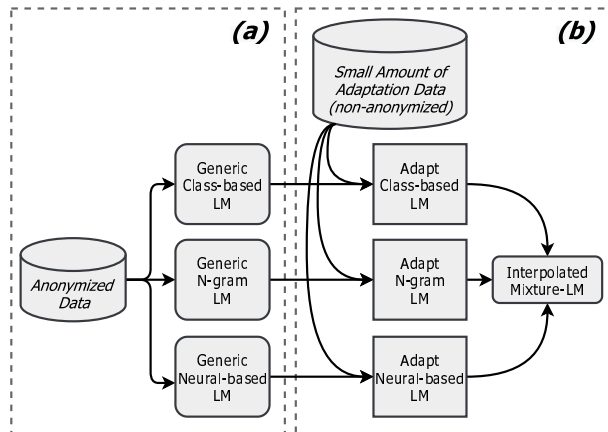 (a)
(b)
Small Amount of
Adaptation Data
(non-anonymized)
Generic
Class-based
LM
Adapt
Class-based
LM
Anonymized
Data
Generic
N-gram
LM
Adapt
N-gram
LM
Interpolated
Mixture-LM
Generic
Neural-based
LM
Adapt
Neural-based
LM